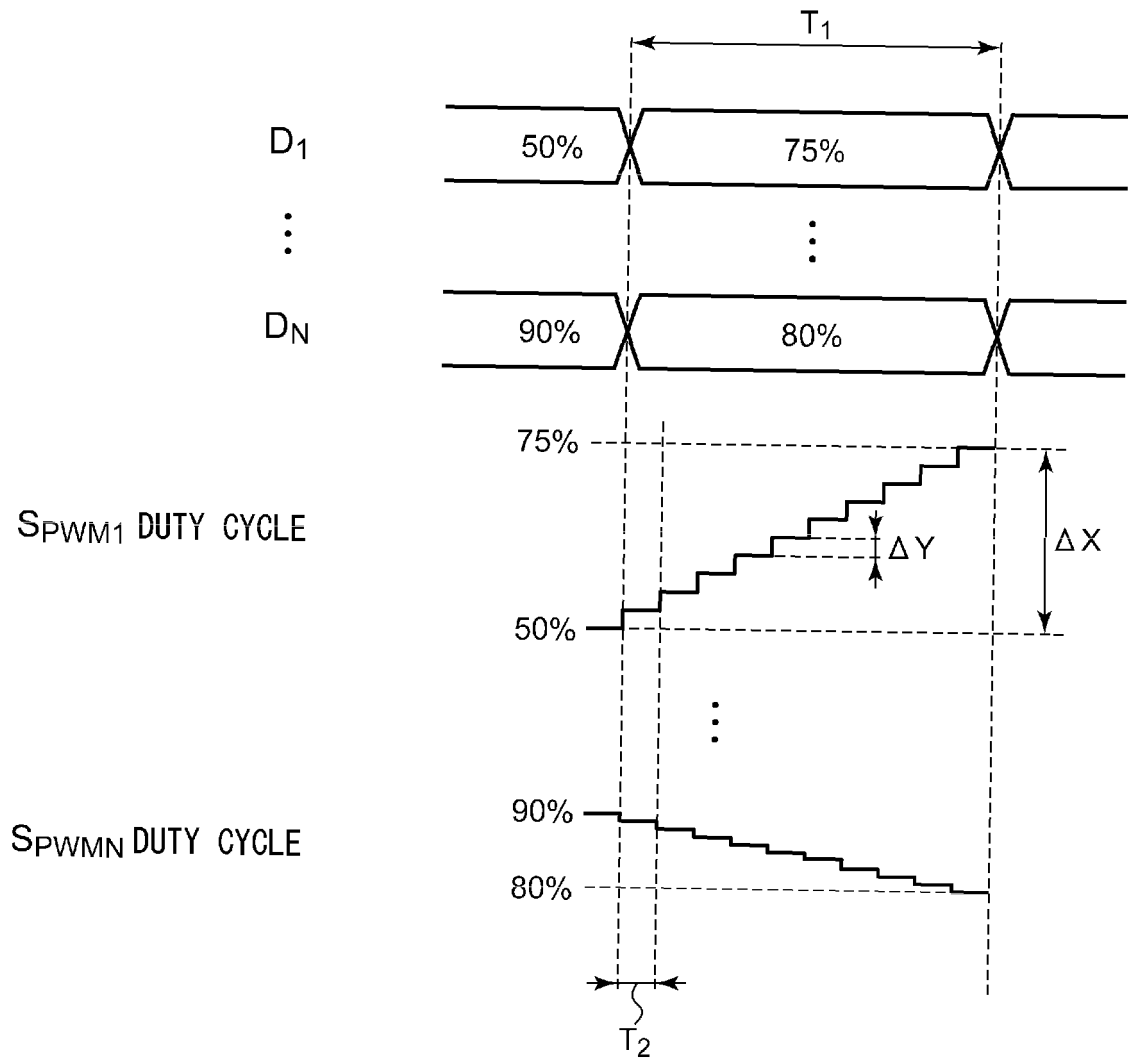 T1
D1 50% 75%
DN 90% 80%
75%
SPWM1 DUTY CYCLE
ΔY ΔX
50%
90%
SPWMN DUTY CYCLE
80%
T2